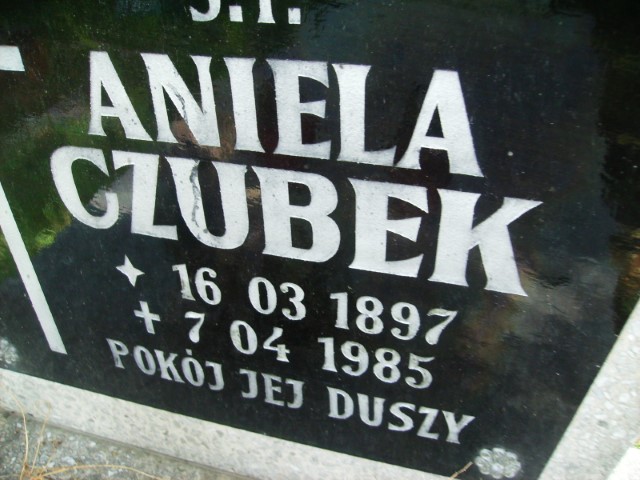 Ś.P.
ANIELA
CZUBEK
16 03 1897
+ 7 04 1985
POKÓJ JEJ DUSZY